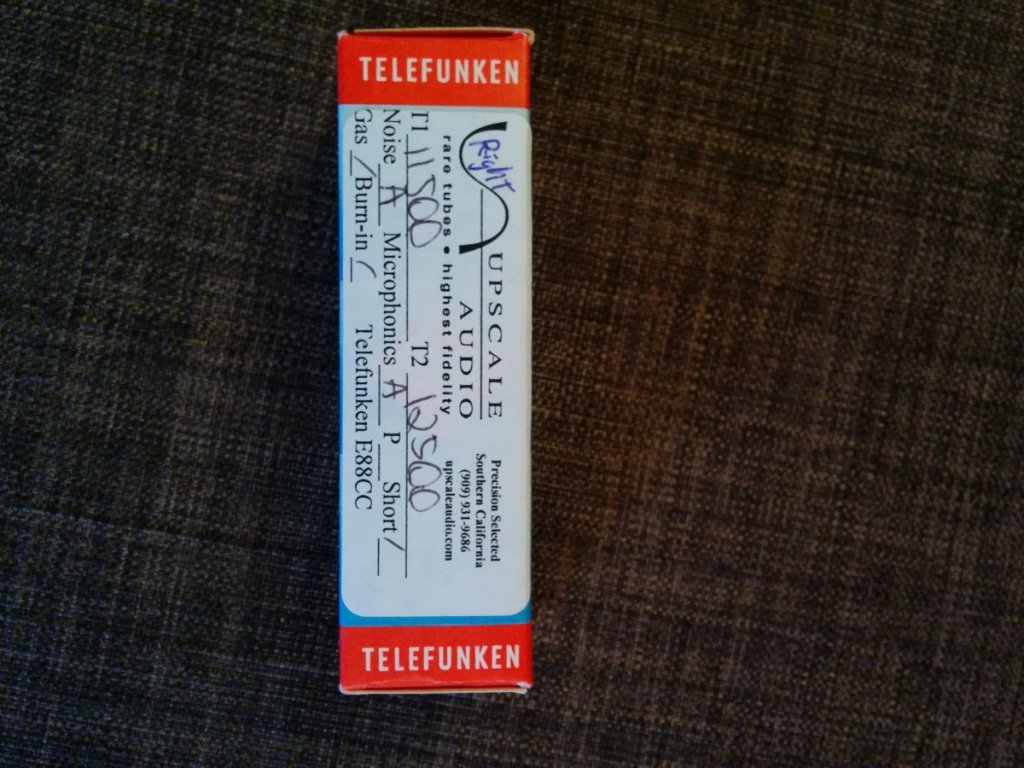 TELEFUNKEN
Right
UPSCALE
AUDIO
rare tubes • highest fidelity
Precision Selected
Southern California
(909) 931-9686
upscaleaudio.com
T1 11500 T2 12500
Noise A Microphonics A P Short /
Gas / Burn-in / Telefunken E88CC
TELEFUNKEN